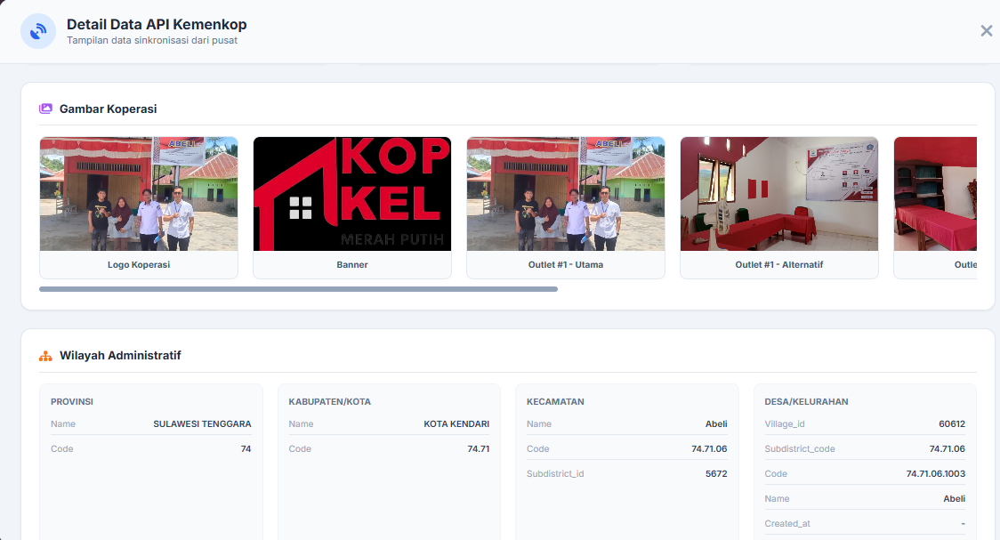 Detail Data API Kemenkop
Tampilan data sinkronisasi dari pusat
Gambar Koperasi
ABELI
KOP
KEL
MERAH PUTIH
ABELI
Logo Koperasi
Banner
Outlet #1 - Utama
Outlet #1 - Alternatif
Outle
Wilayah Administratif
PROVINSI
Name SULAWESI TENGGARA
Code 74
KABUPATEN/KOTA
Name KOTA KENDARI
Code 74.71
KECAMATAN
Name Abeli
Code 74.71.06
Subdistrict_id 5672
DESA/KELURAHAN
Village_id 60612
Subdistrict_code 74.71.06
Code 74.71.06.1003
Name Abeli
Created_at -